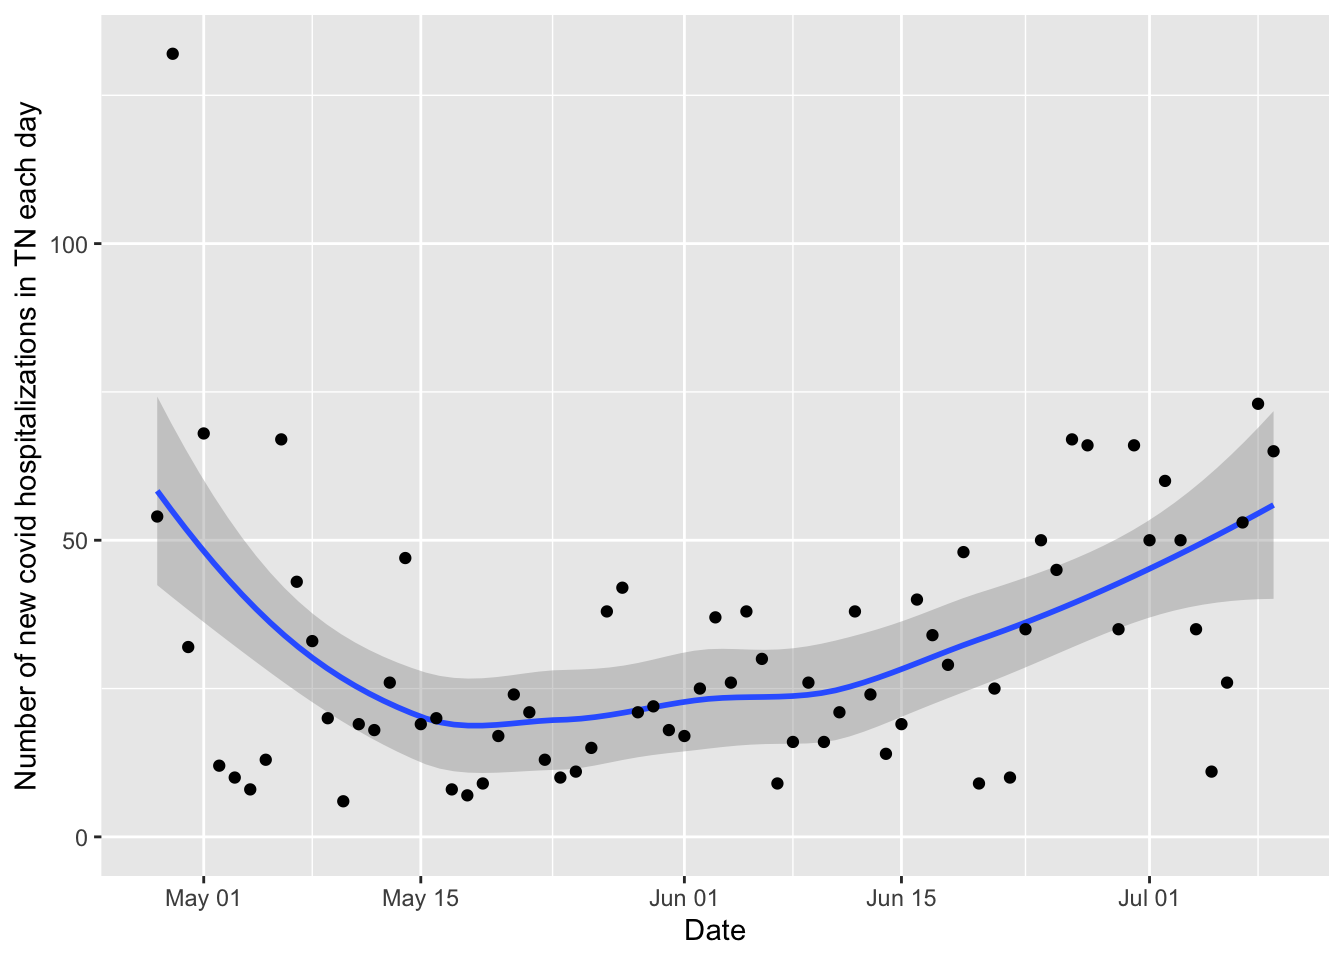 Number of new covid hospitalizations in TN each day
100
50
0
May 01 May 15 Jun 01 Jun 15 Jul 01
Date